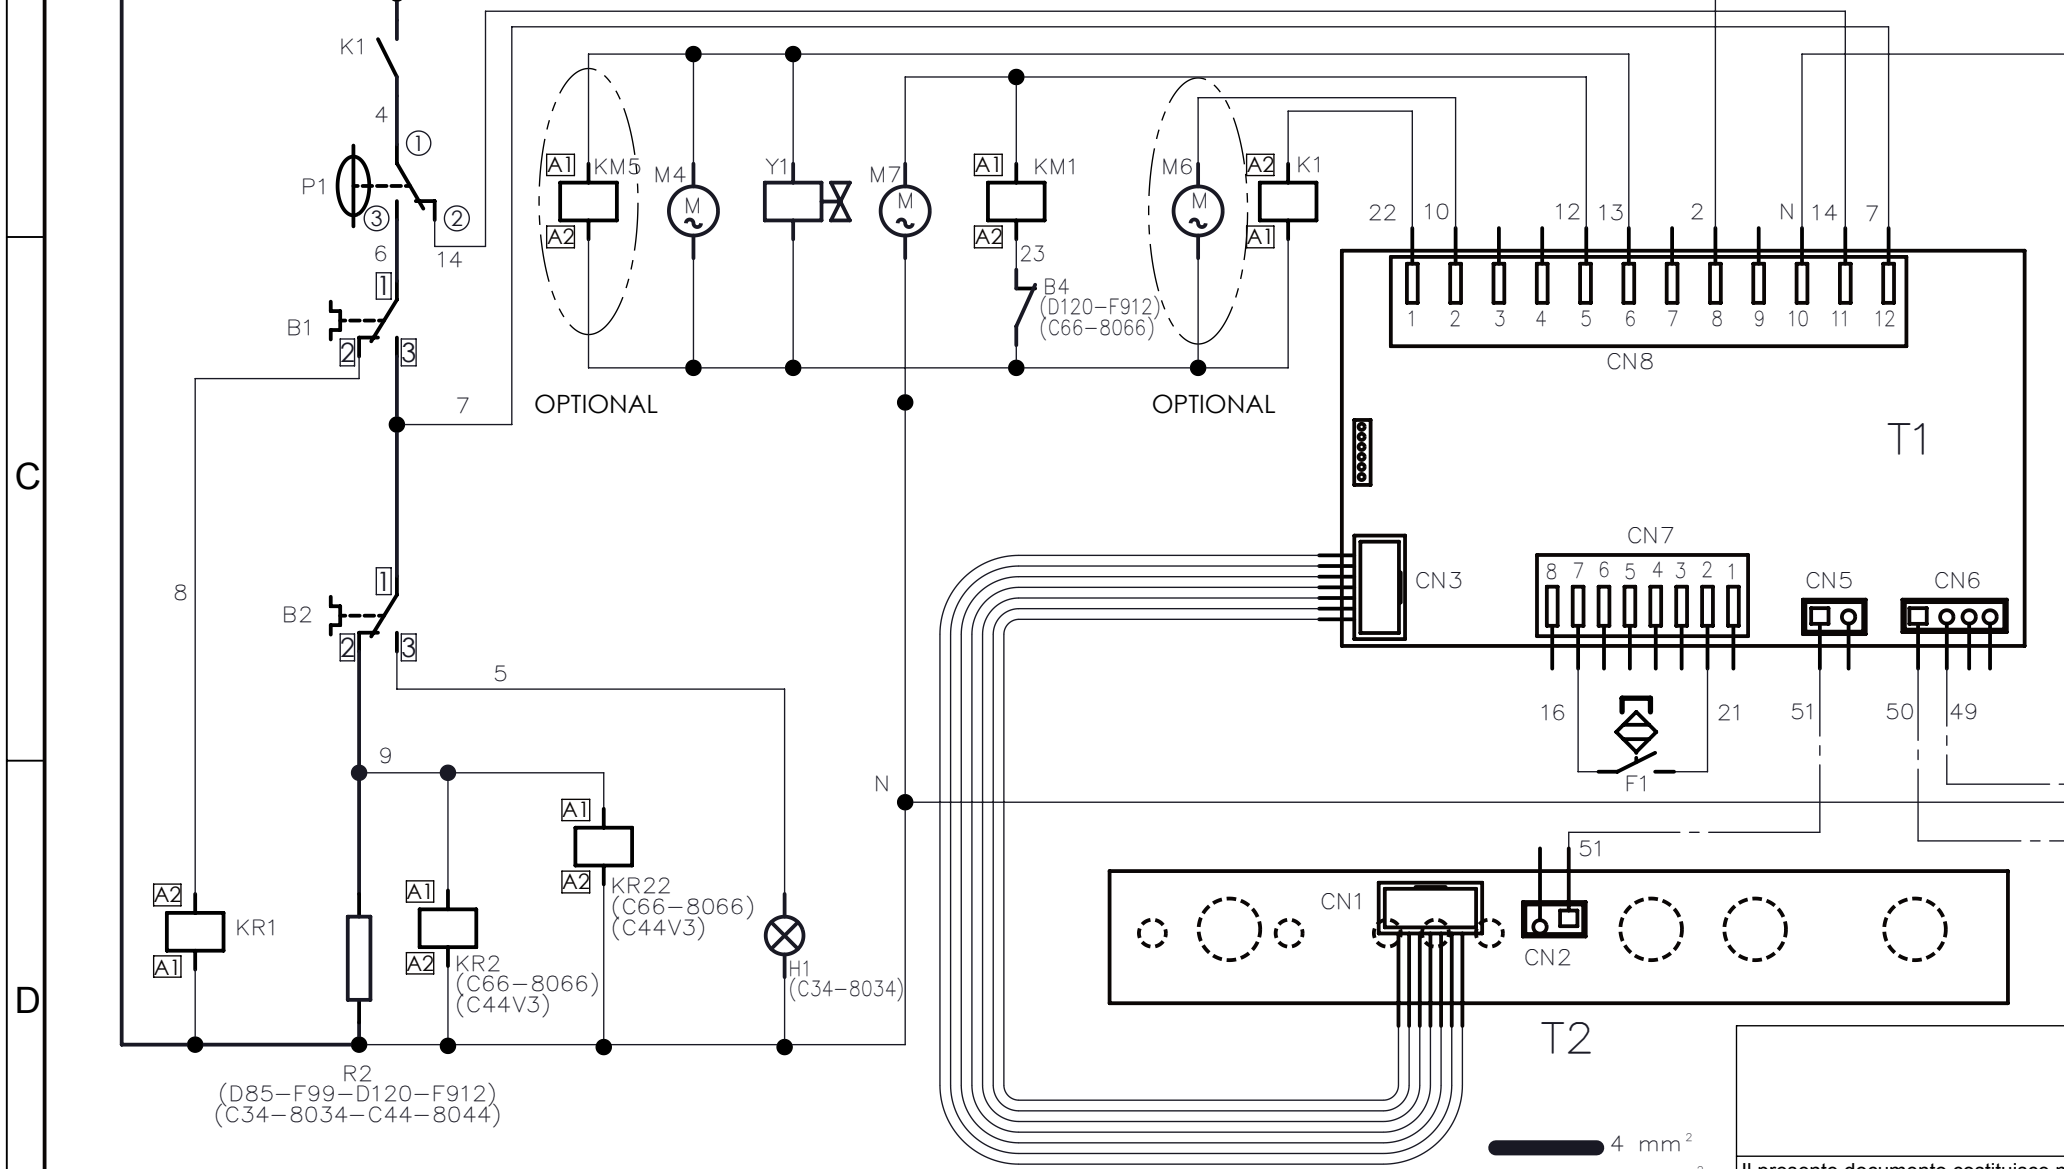 K1
4
①
P1
③
②
6
14
1
B1
2
3
7
C
8
1
B2
2
3
5
9
A1
KM5
A2
M4
M
Y1
M7
M
A1
KM1
A2
23
B4
(D120-F912)
(C66-8066)
M6
M
A2
K1
A1
OPTIONAL
OPTIONAL
22
10
12
13
2
N
14
7
1
2
3
4
5
6
7
8
9
10
11
12
CN8
T1
CN3
CN7
8
7
6
5
4
3
2
1
CN5
CN6
16
21
51
50
49
F1
N
51
A2
KR1
A1
A1
KR2
A2
(C66-8066)
(C44V3)
A1
A2
KR22
(C66-8066)
(C44V3)
H1
(C34-8034)
CN1
CN2
D
T2
R2
(D85-F99-D120-F912)
(C34-8034-C44-8044)
4 mm²
2
Il presente documento costituisce